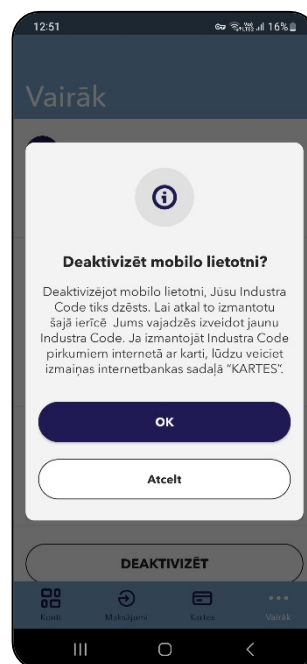 12:51
16%
Vairāk
Deaktivizēt mobilo lietotni?
Deaktivizējot mobilo lietotni, Jūsu Industra
Code tiks dzēsts. Lai atkal to izmantotu
šajā ierīcē Jums vajadzēs izveidot jaunu
Industra Code. Ja izmantojāt Industra Code
pirkumiem internetā ar karti, lūdzu veiciet
izmaiņas internetbankas sadaļā “KARTES”.
OK
Atcelt
DEAKTIVIZĒT
Konti Maksājumi Kartes Vairāk